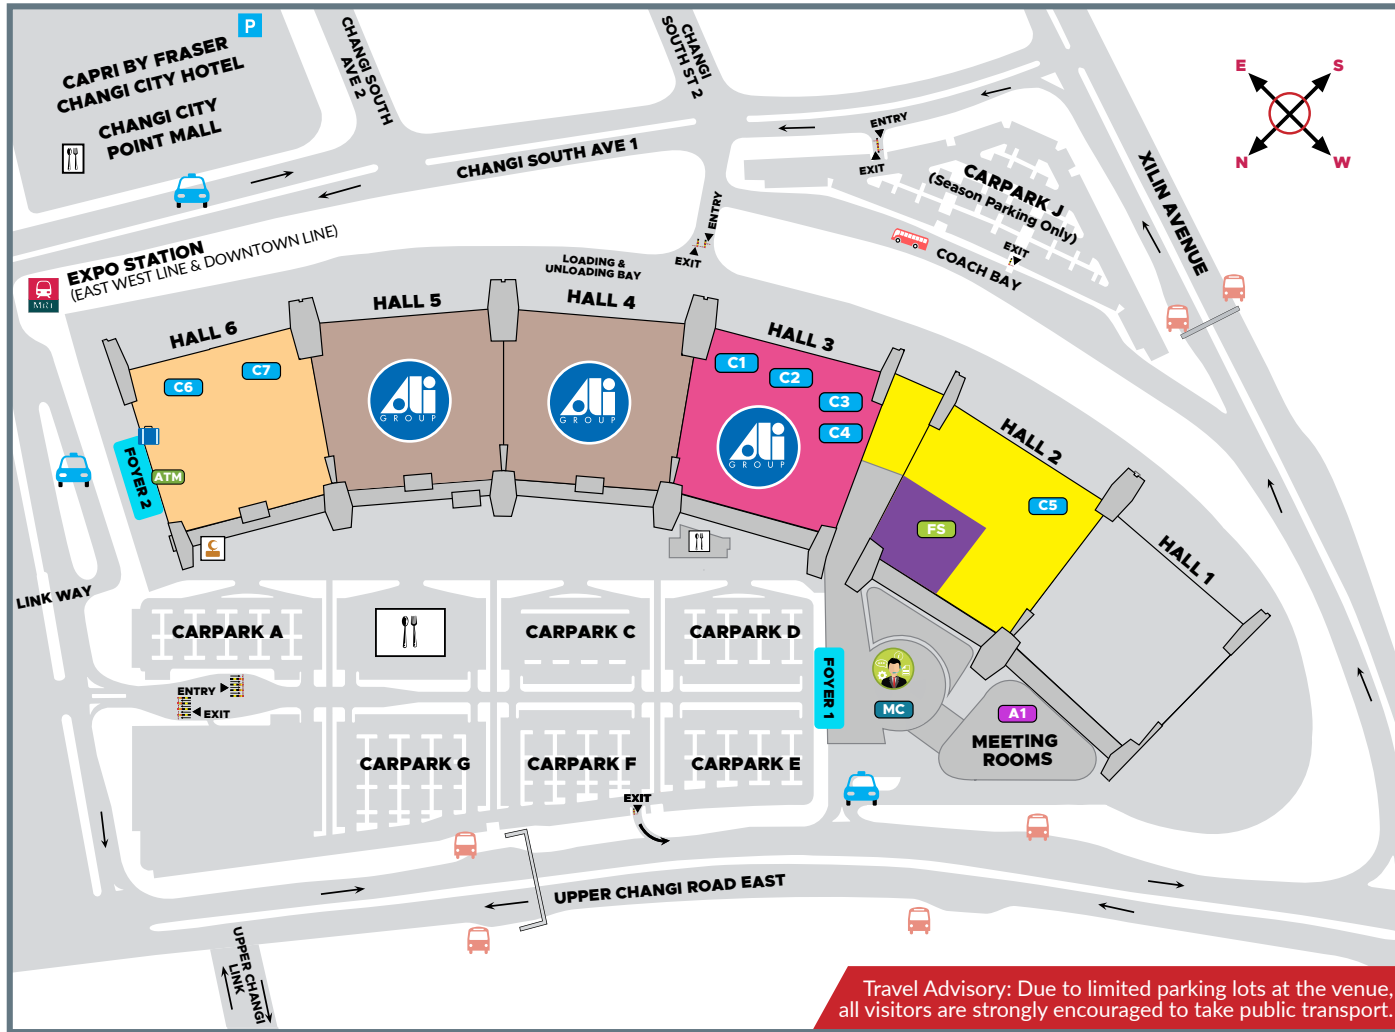 P
CAPRI BY FRASER
CHANGI CITY HOTEL
CHANGI CITY
POINT MALL
CHANGI SOUTH
AVE 2
CHANGI
SOUTH ST 2
CHANGI SOUTH AVE 1
ENTRY
EXIT
CARPARK J
(Season Parking Only)
EXIT
COACH BAY
XILIN AVENUE
E
S
N
W
ENTRY
EXIT
MRT
EXPO STATION
(EAST WEST LINE & DOWNTOWN LINE)
LOADING &
UNLOADING BAY
HALL 6
HALL 5
HALL 4
HALL 3
HALL 2
HALL 1
C6
C7
Ali
GROUP
Ali
GROUP
C1
C2
C3
C4
Ali
GROUP
C5
FS
FOYER 2
ATM
LINK WAY
CARPARK A
CARPARK C
CARPARK D
ENTRY
EXIT
FOYER 1
MC
A1
MEETING
ROOMS
CARPARK G
CARPARK F
CARPARK E
EXIT
UPPER CHANGI ROAD EAST
UPPER CHANGI
LINK
Travel Advisory: Due to limited parking lots at the venue,
all visitors are strongly encouraged to take public transport.